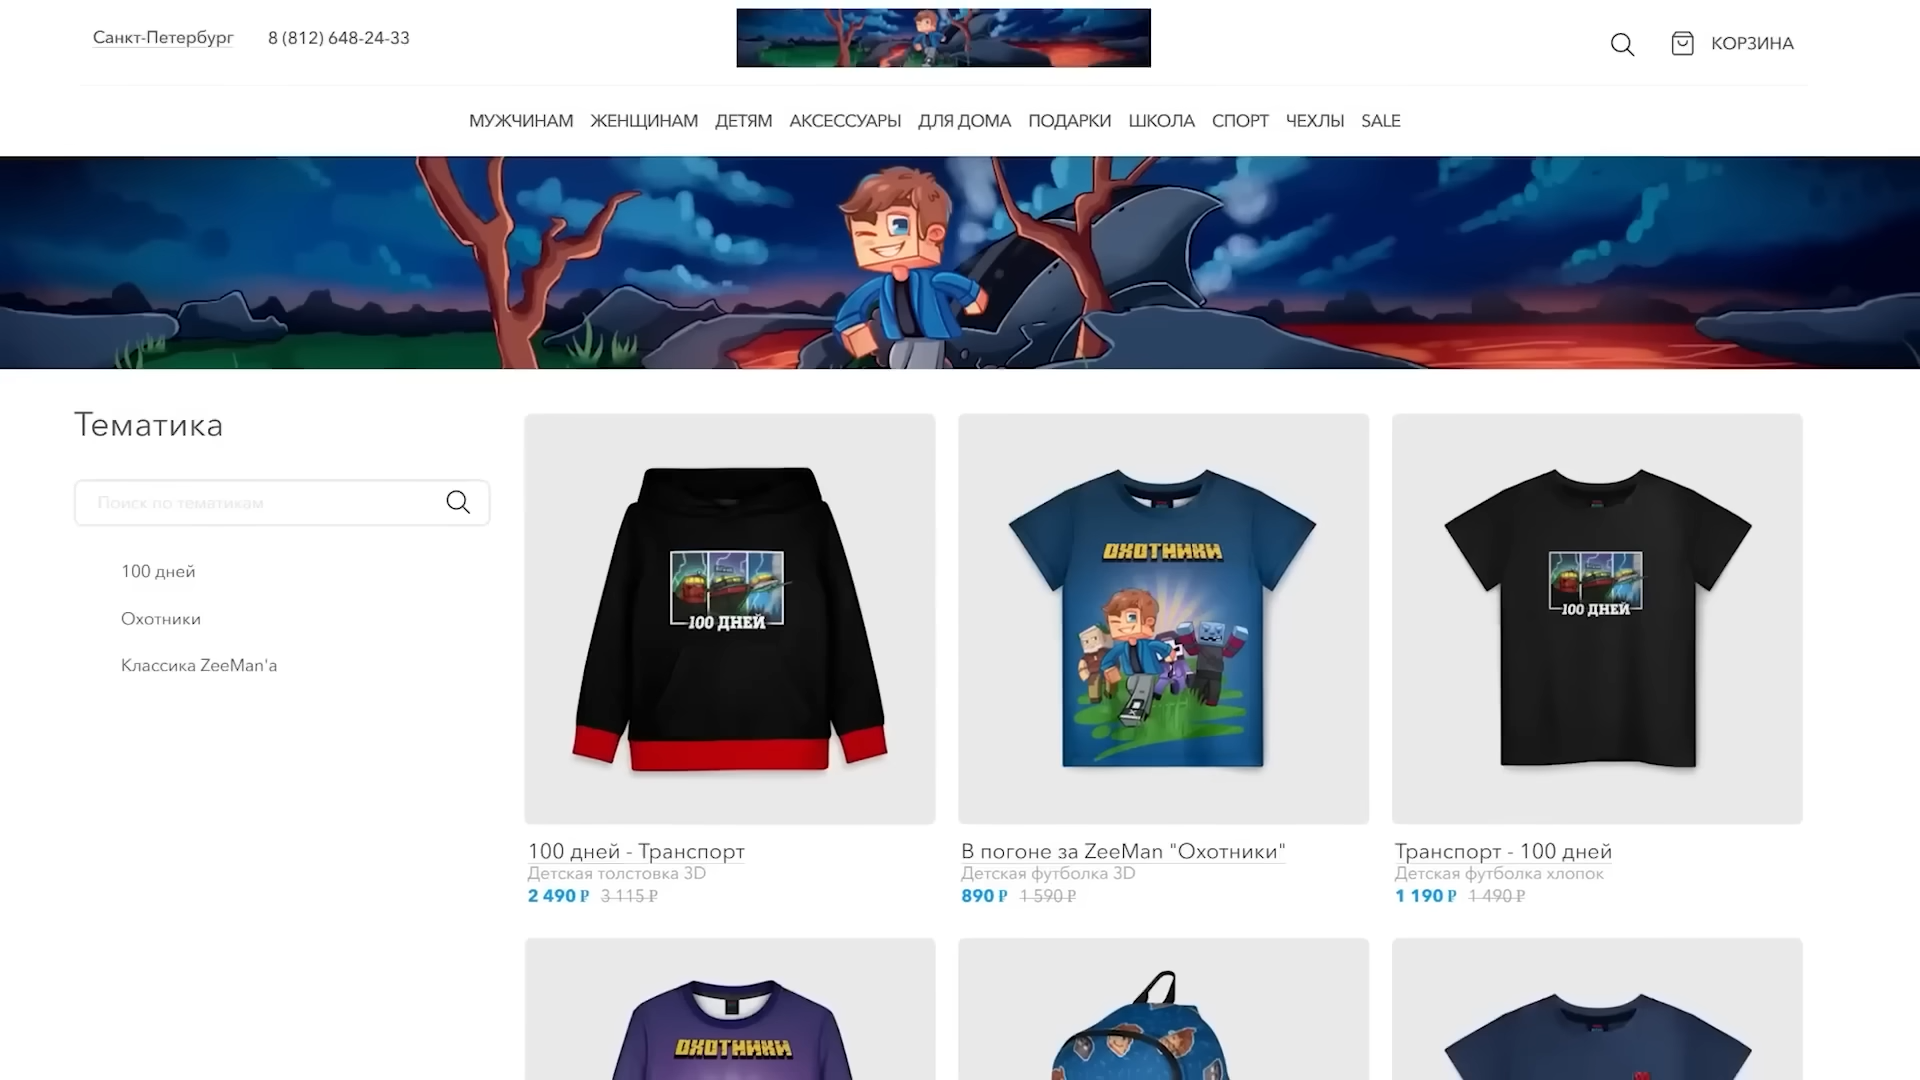 Санкт-Петербург 8 (812) 648-24-33
КОРЗИНА
МУЖЧИНАМ ЖЕНЩИНАМ ДЕТЯМ АКСЕССУАРЫ ДЛЯ ДОМА ПОДАРКИ ШКОЛА СПОРТ ЧЕХЛЫ SALE
Тематика
Поиск по тематикам
100 дней
Охотники
Классика ZeeMan'a
100 ДНЕЙ
ОХОТНИКИ
100 ДНЕЙ
100 дней - Транспорт
Детская толстовка 3D
2 490 ₽ 3 115 ₽
В погоне за ZeeMan "Охотники"
Детская футболка 3D
890 ₽ 1 590 ₽
Транспорт - 100 дней
Детская футболка хлопок
1 190 ₽ 1 490 ₽
ОХОТНИКИ